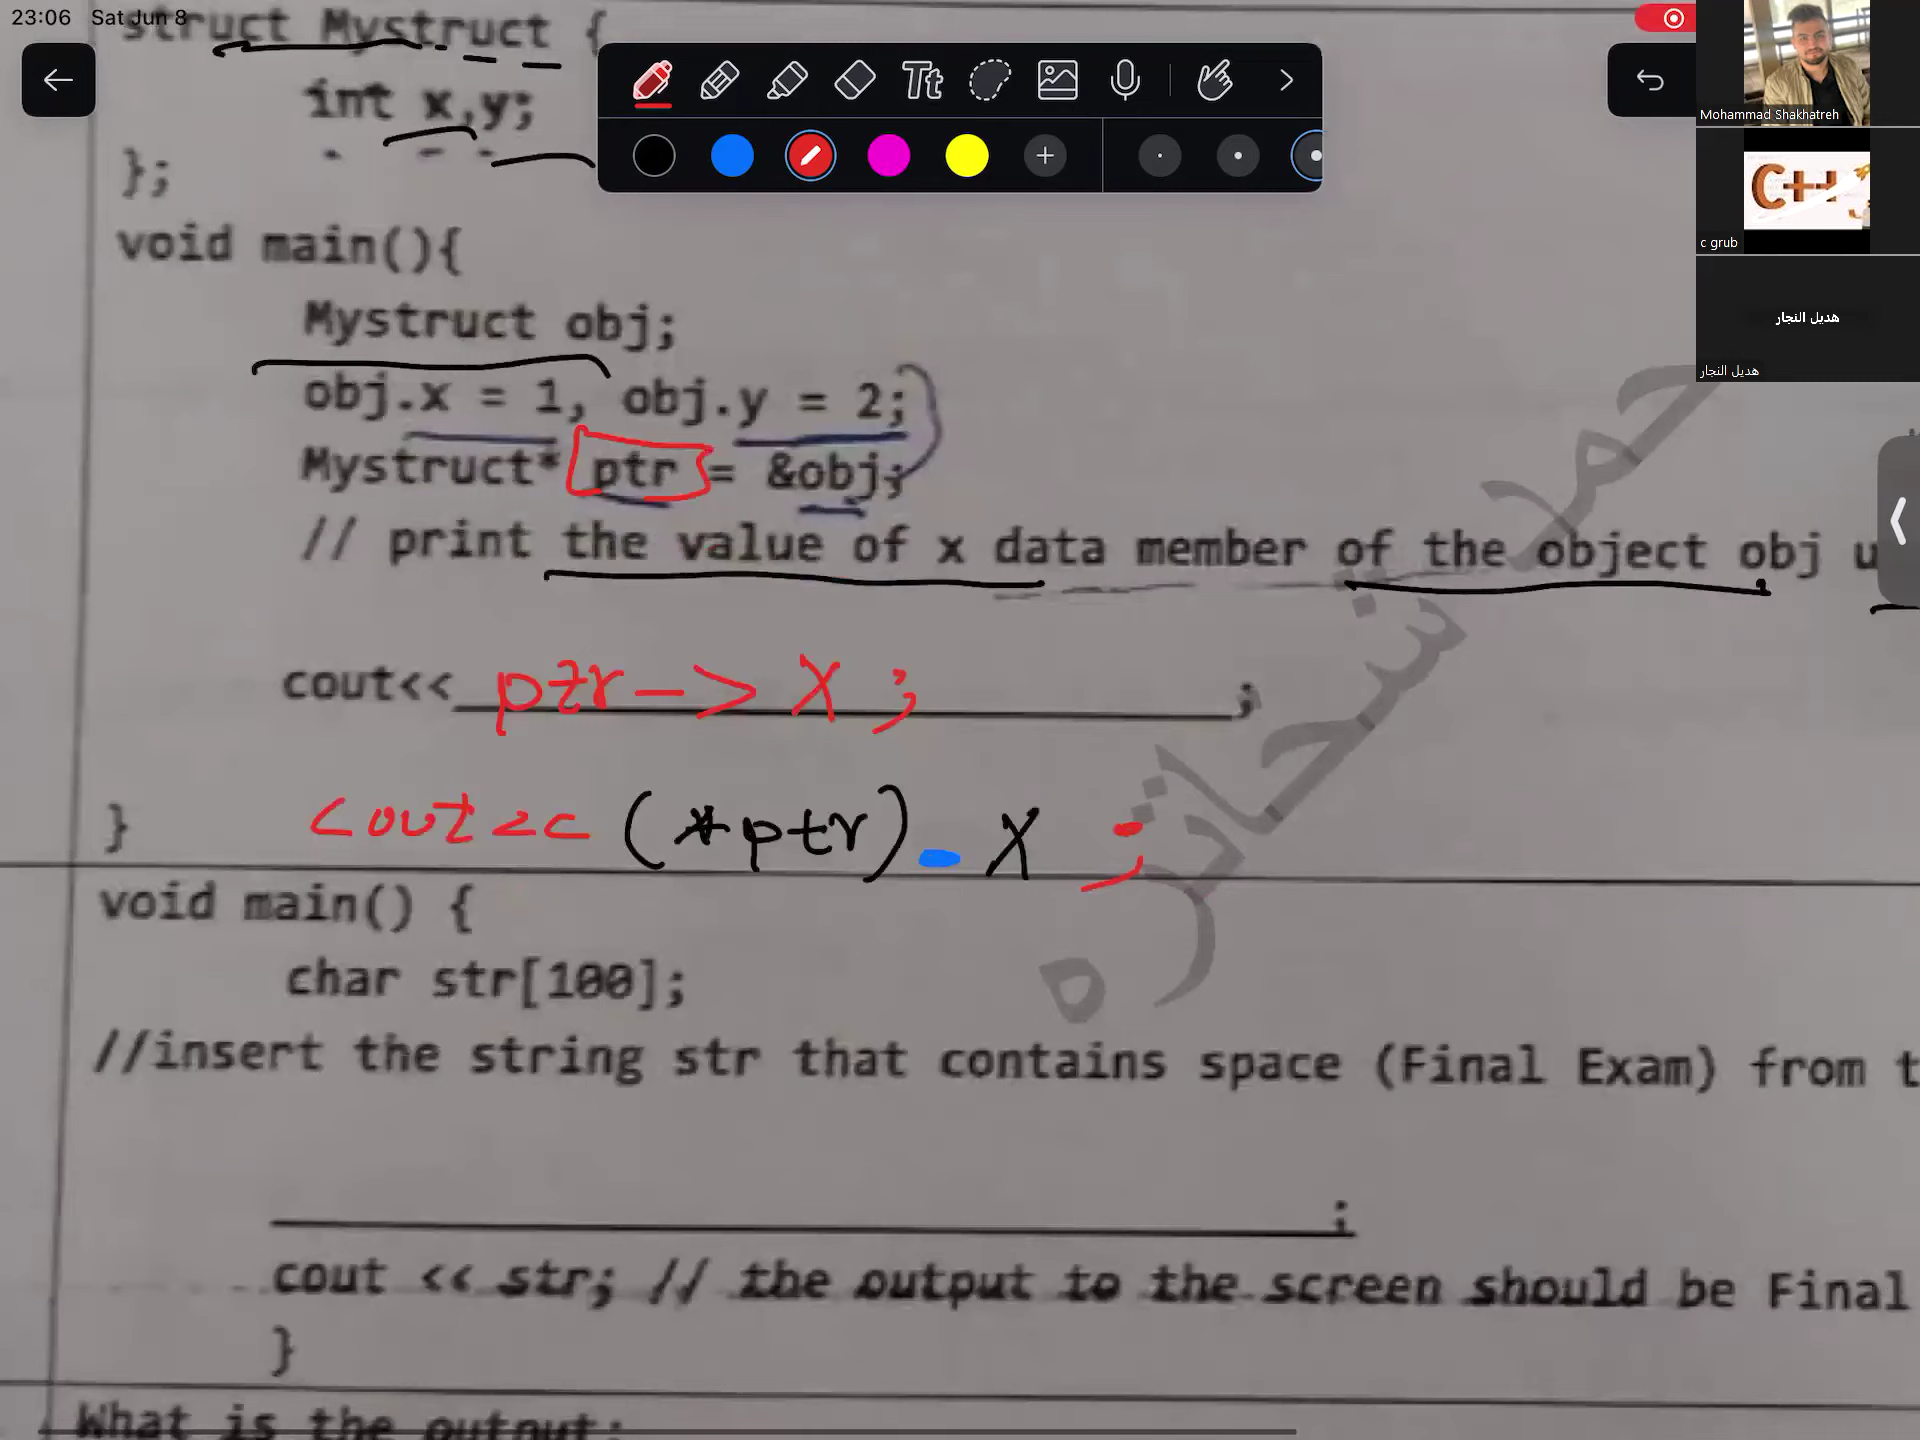 23:06 Sat Jun 8
struct Mystruct {
int x,y;
};
void main(){
Mystruct obj;
obj.x = 1, obj.y = 2;
Mystruct* ptr = &obj;
// print the value of x data member of the object obj u
cout<< ptr -> X ; ;
} cout<< (*ptr) . X ;
void main() {
char str[100];
//insert the string str that contains space (Final Exam) from t
;
cout << str; // the output to the screen should be Final
}
What is the output:
Tt
Mohammad Shakhatreh
C++
c grub
هديل النجار
هديل النجار
شحاتره